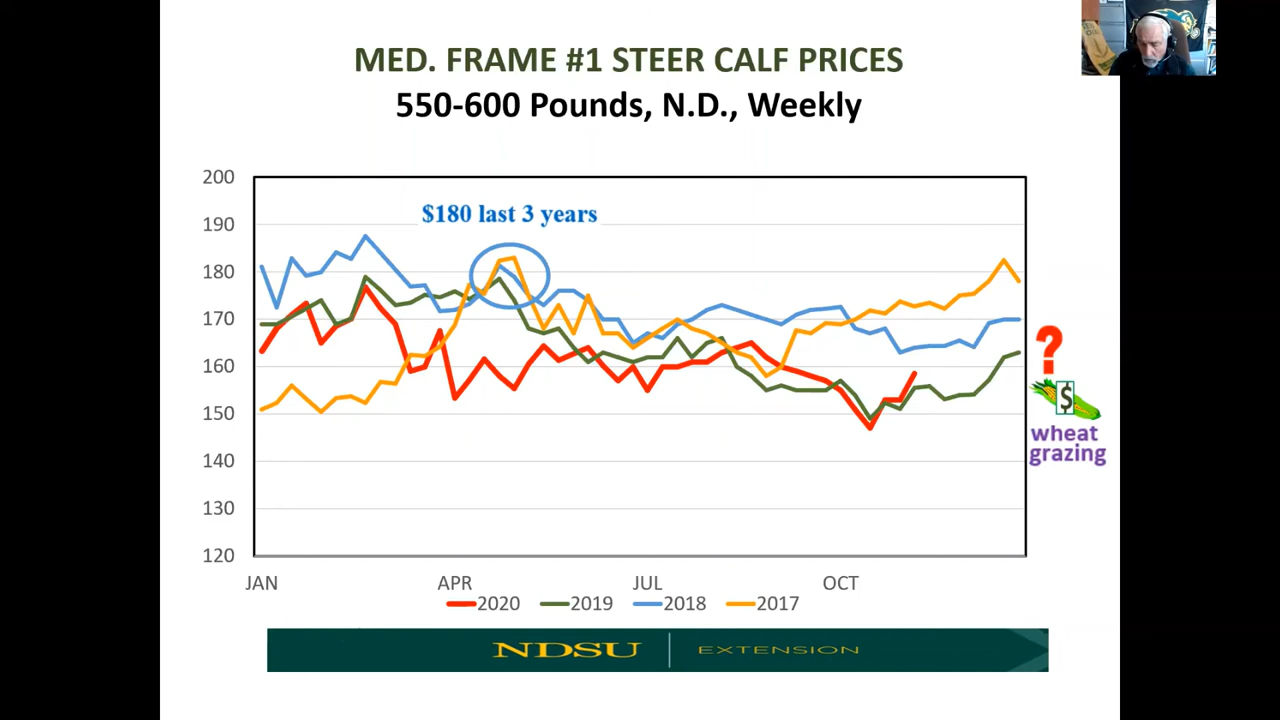 MED. FRAME #1 STEER CALF PRICES
550-600 Pounds, N.D., Weekly
200
190
180
170
160
150
140
130
120
$180 last 3 years
JAN APR JUL OCT
2020 2019 2018 2017
?
$
wheat
grazing
NDSU EXTENSION